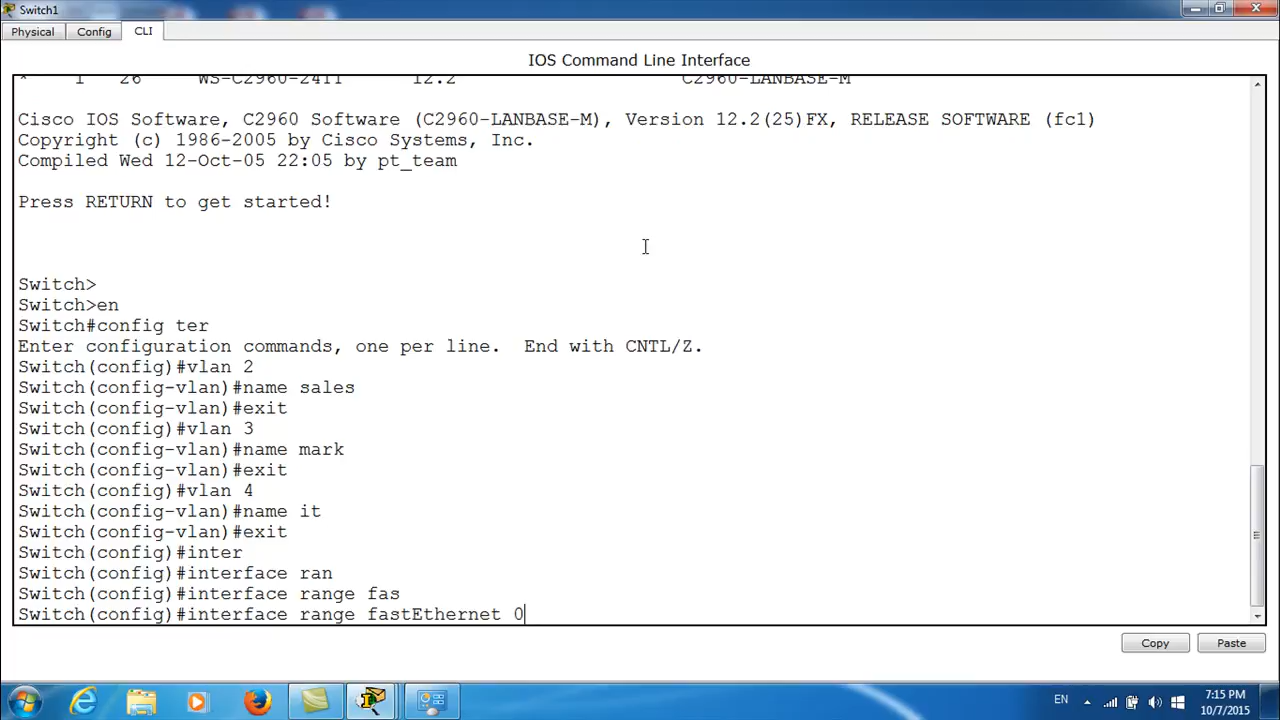 Switch1
Physical Config CLI
IOS Command Line Interface
* 1 26 WS-C2960-24TT 12.2 C2960-LANBASE-M
Cisco IOS Software, C2960 Software (C2960-LANBASE-M), Version 12.2(25)FX, RELEASE SOFTWARE (fc1)
Copyright (c) 1986-2005 by Cisco Systems, Inc.
Compiled Wed 12-Oct-05 22:05 by pt_team
Press RETURN to get started!
Switch>
Switch>en
Switch#config ter
Enter configuration commands, one per line.  End with CNTL/Z.
Switch(config)#vlan 2
Switch(config-vlan)#name sales
Switch(config-vlan)#exit
Switch(config)#vlan 3
Switch(config-vlan)#name mark
Switch(config-vlan)#exit
Switch(config)#vlan 4
Switch(config-vlan)#name it
Switch(config-vlan)#exit
Switch(config)#inter
Switch(config)#interface ran
Switch(config)#interface range fas
Switch(config)#interface range fastEthernet 0
Copy Paste
EN 7:15 PM
10/7/2015